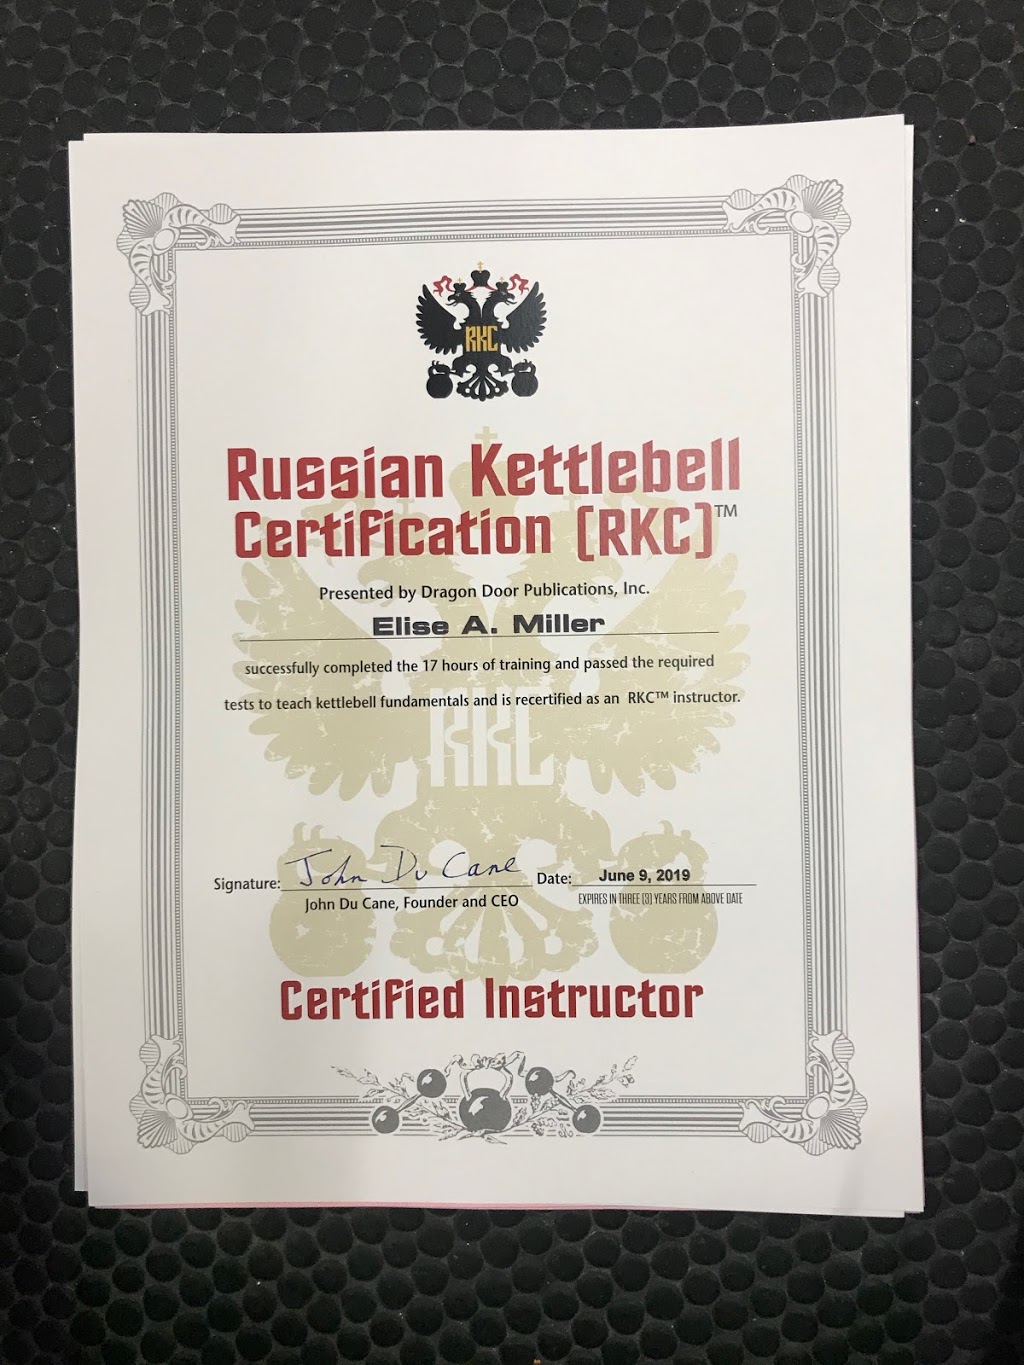 RKC
Russian Kettlebell
Certification (RKC)™
Presented by Dragon Door Publications, Inc.
Elise A. Miller
successfully completed the 17 hours of training and passed the required
tests to teach kettlebell fundamentals and is recertified as an RKC™ instructor.
RKC
Signature: John Du Cane Date: June 9, 2019
John Du Cane, Founder and CEO EXPIRES IN THREE (3) YEARS FROM ABOVE DATE
Certified Instructor